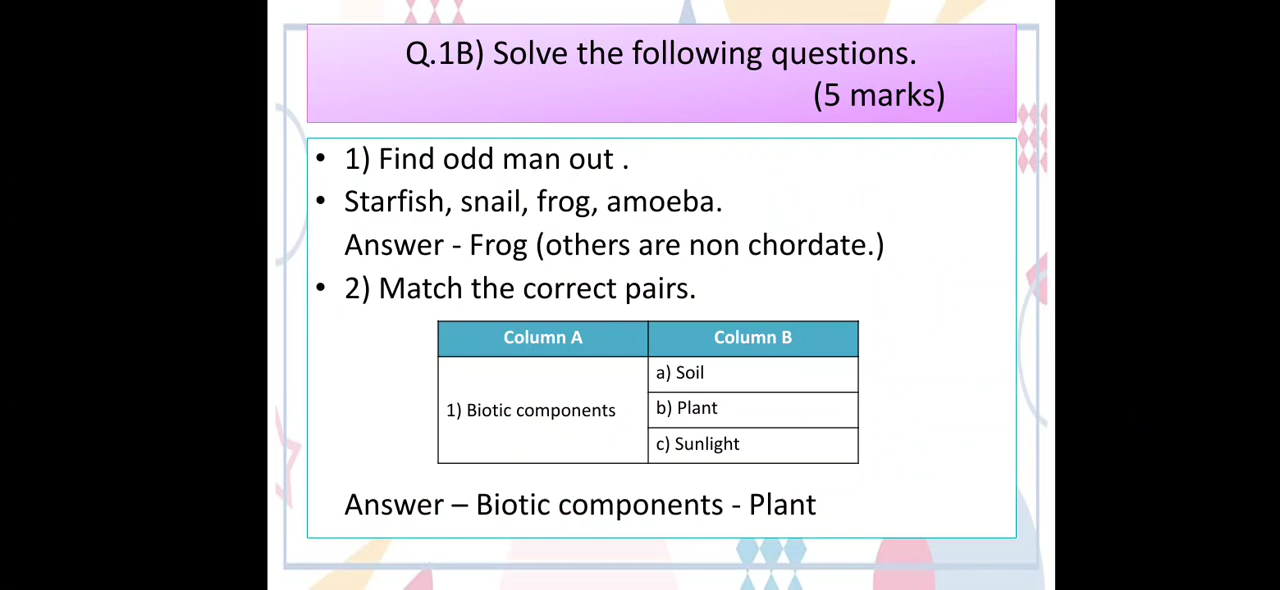 Q.1B) Solve the following questions.
(5 marks)
• 1) Find odd man out .
• Starfish, snail, frog, amoeba.
Answer - Frog (others are non chordate.)
• 2) Match the correct pairs.
Column A Column B
a) Soil
1) Biotic components b) Plant
c) Sunlight
Answer – Biotic components - Plant